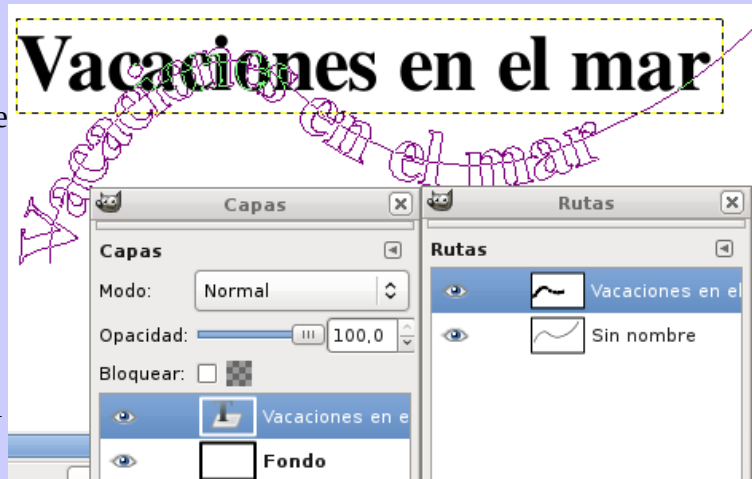 Vacaciones en el mar
e
Vacaciones en el mar
Capas
Rutas
Capas
Rutas
Modo:
Normal
Vacaciones en el
Opacidad:
100,0
Sin nombre
Bloquear:
Vacaciones en e
Fondo